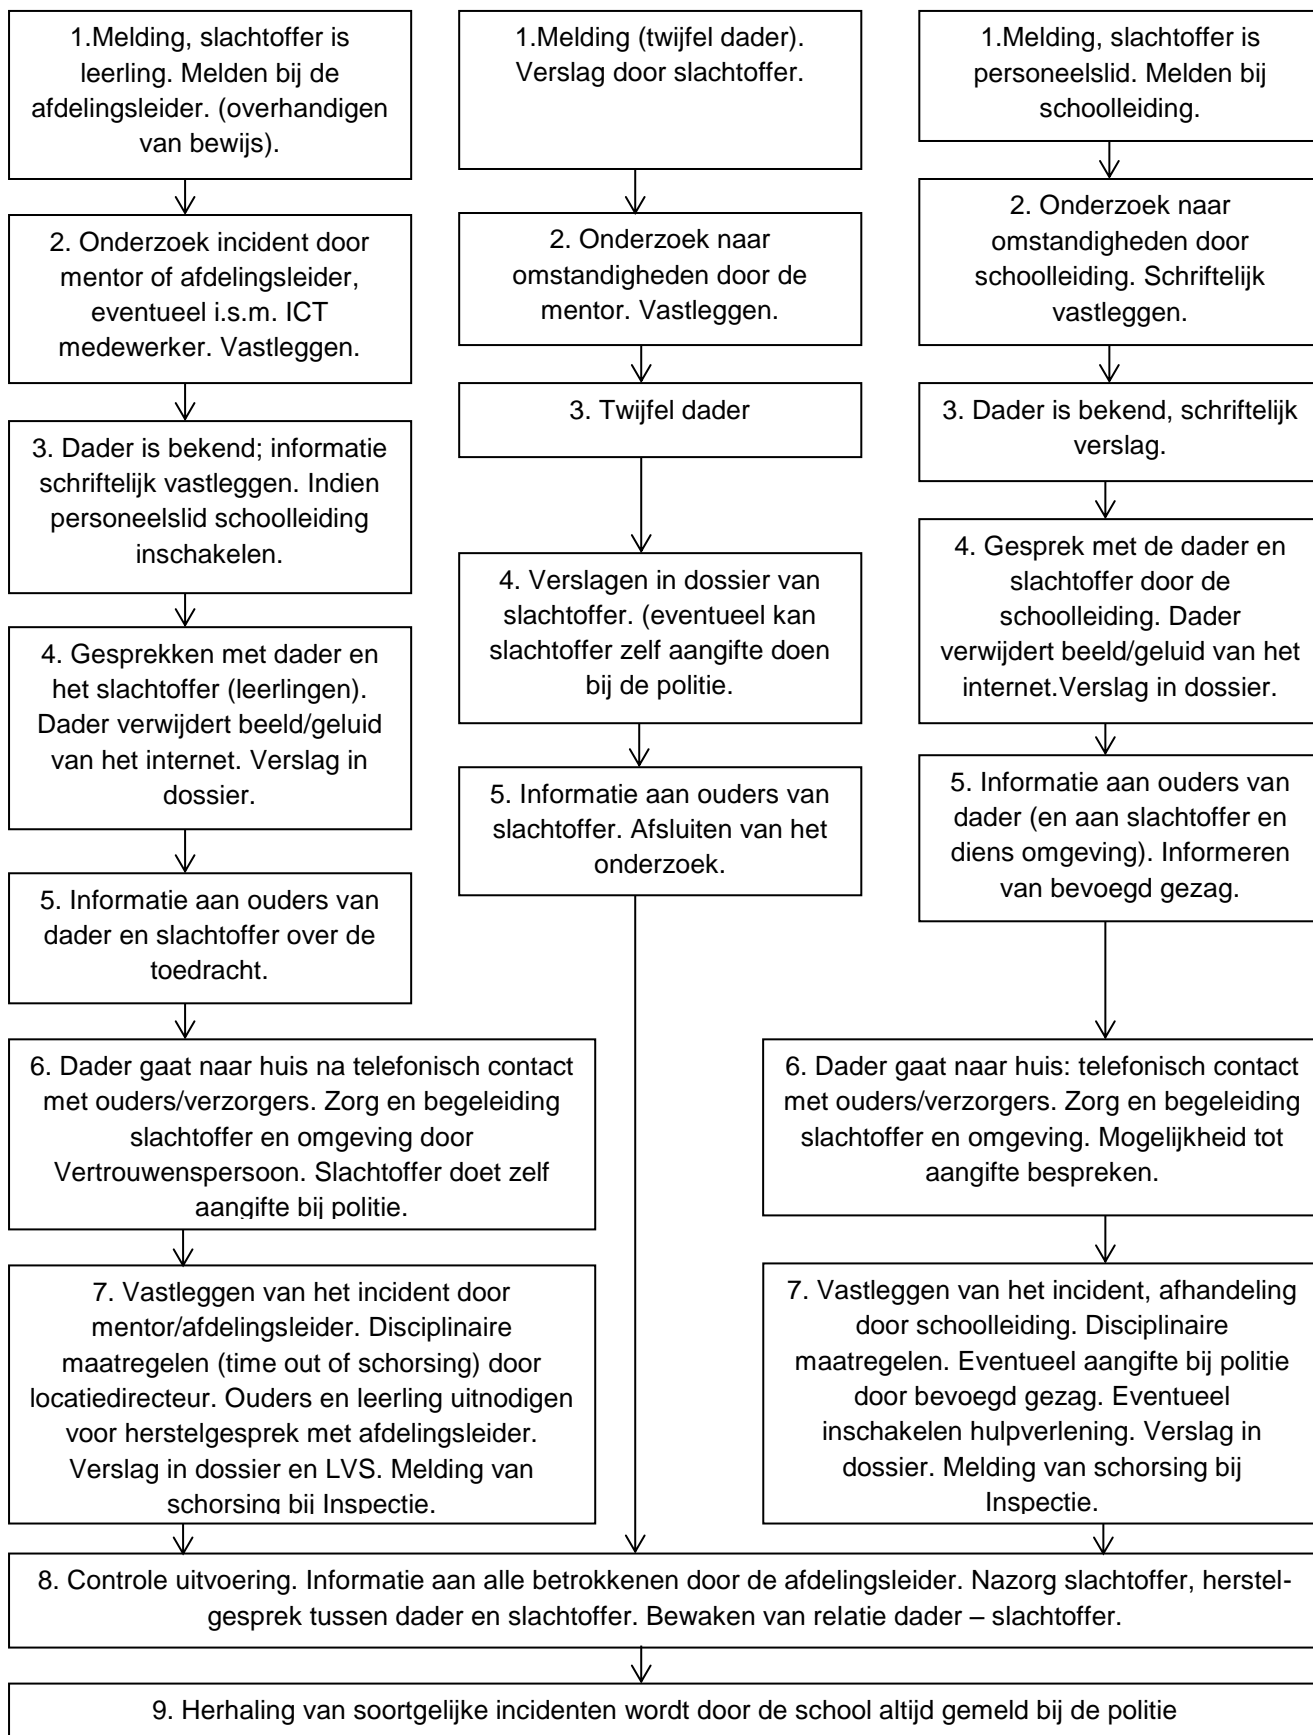 1.Melding, slachtoffer is
leerling. Melden bij de
afdelingsleider. (overhandigen
van bewijs).
2. Onderzoek incident door
mentor of afdelingsleider,
eventueel i.s.m. ICT
medewerker. Vastleggen.
3. Dader is bekend; informatie
schriftelijk vastleggen. Indien
personeelslid schoolleiding
inschakelen.
4. Gesprekken met dader en
het slachtoffer (leerlingen).
Dader verwijdert beeld/geluid
van het internet. Verslag in
dossier.
5. Informatie aan ouders van
dader en slachtoffer over de
toedracht.
6. Dader gaat naar huis na telefonisch contact
met ouders/verzorgers. Zorg en begeleiding
slachtoffer en omgeving door
Vertrouwenspersoon. Slachtoffer doet zelf
aangifte bij politie.
7. Vastleggen van het incident door
mentor/afdelingsleider. Disciplinaire
maatregelen (time out of schorsing) door
locatiedirecteur. Ouders en leerling uitnodigen
voor herstelgesprek met afdelingsleider.
Verslag in dossier en LVS. Melding van
schorsing bij Inspectie.
1.Melding (twijfel dader).
Verslag door slachtoffer.
2. Onderzoek naar
omstandigheden door de
mentor. Vastleggen.
3. Twijfel dader
4. Verslagen in dossier van
slachtoffer. (eventueel kan
slachtoffer zelf aangifte doen
bij de politie.
5. Informatie aan ouders van
slachtoffer. Afsluiten van het
onderzoek.
1.Melding, slachtoffer is
personeelslid. Melden bij
schoolleiding.
2. Onderzoek naar
omstandigheden door
schoolleiding. Schriftelijk
vastleggen.
3. Dader is bekend, schriftelijk
verslag.
4. Gesprek met de dader en
slachtoffer door de
schoolleiding. Dader
verwijdert beeld/geluid van het
internet.Verslag in dossier.
5. Informatie aan ouders van
dader (en aan slachtoffer en
diens omgeving). Informeren
van bevoegd gezag.
6. Dader gaat naar huis: telefonisch contact
met ouders/verzorgers. Zorg en begeleiding
slachtoffer en omgeving. Mogelijkheid tot
aangifte bespreken.
7. Vastleggen van het incident, afhandeling
door schoolleiding. Disciplinaire
maatregelen. Eventueel aangifte bij politie
door bevoegd gezag. Eventueel
inschakelen hulpverlening. Verslag in
dossier. Melding van schorsing bij
Inspectie.
8. Controle uitvoering. Informatie aan alle betrokkenen door de afdelingsleider. Nazorg slachtoffer, herstel-
gesprek tussen dader en slachtoffer. Bewaken van relatie dader – slachtoffer.
9. Herhaling van soortgelijke incidenten wordt door de school altijd gemeld bij de politie